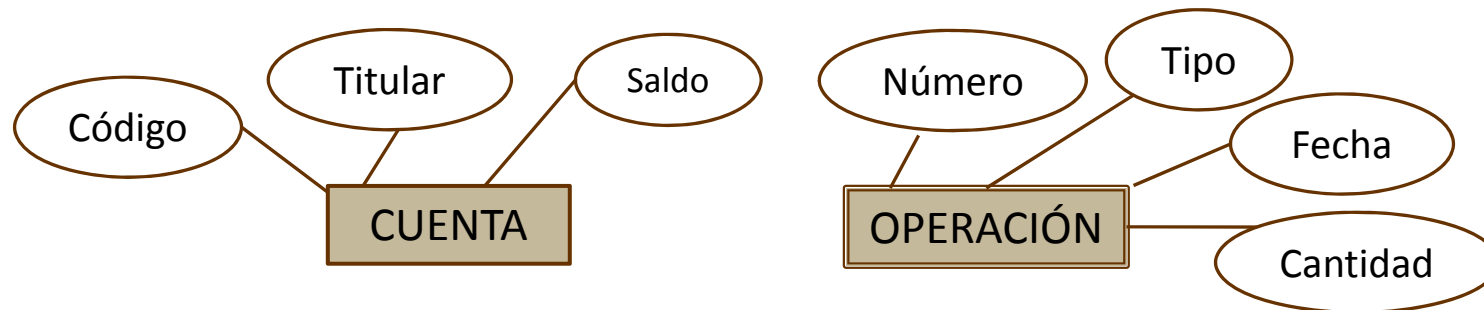 Código
Titular
Saldo
CUENTA
Número
Tipo
Fecha
OPERACIÓN
Cantidad